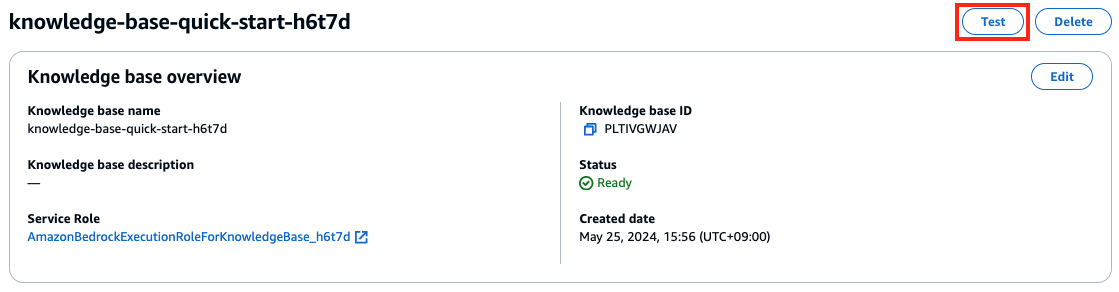 knowledge-base-quick-start-h6t7d
Test
Delete
Knowledge base overview
Edit
Knowledge base name
knowledge-base-quick-start-h6t7d
Knowledge base description
—
Service Role
AmazonBedrockExecutionRoleForKnowledgeBase_h6t7d
Knowledge base ID
PLTIVGWJAV
Status
Ready
Created date
May 25, 2024, 15:56 (UTC+09:00)